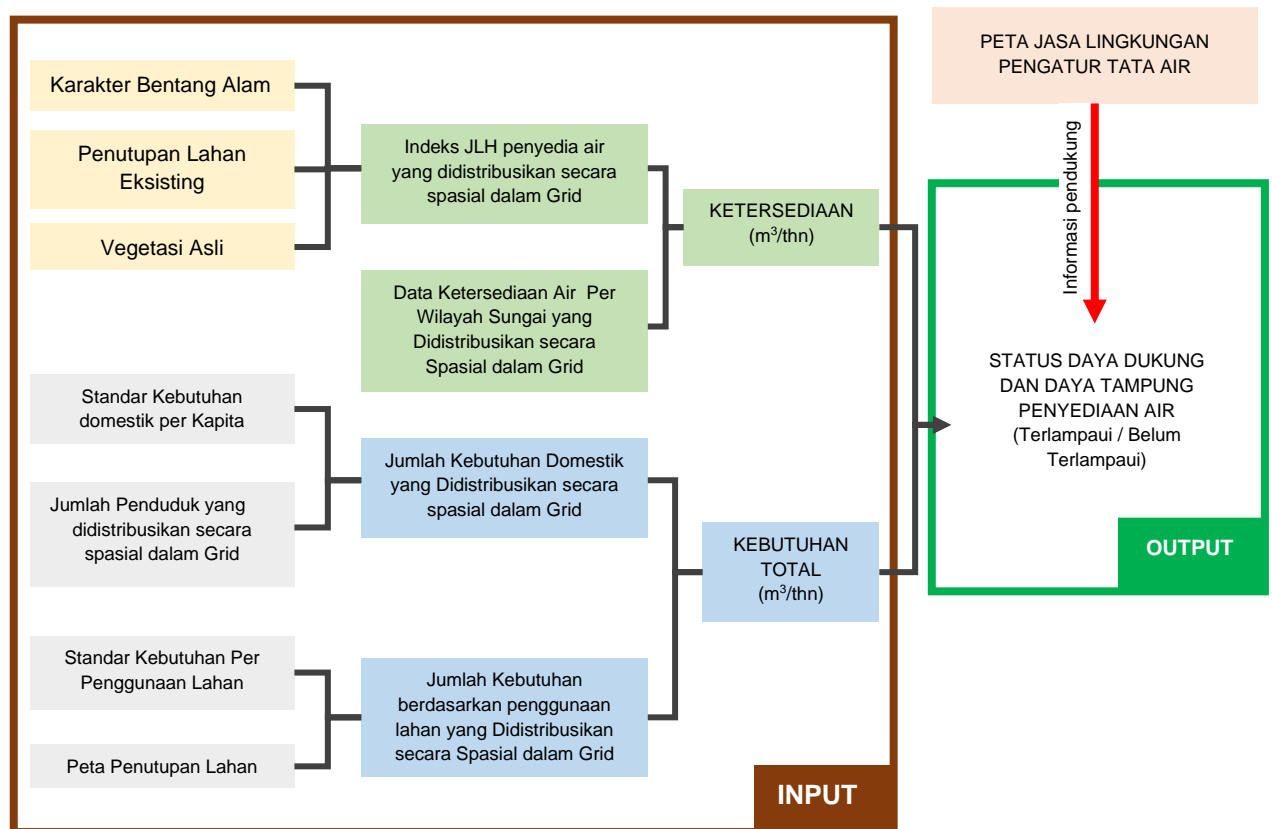 Karakter Bentang Alam
Penutupan Lahan
Eksisting
Vegetasi Asli
Indeks JLH penyedia air
yang didistribusikan secara
spasial dalam Grid
Data Ketersediaan Air Per
Wilayah Sungai yang
Didistribusikan secara
Spasial dalam Grid
KETERSEDIAAN
(m³/thn)
Standar Kebutuhan
domestik per Kapita
Jumlah Penduduk yang
didistribusikan secara
spasial dalam Grid
Jumlah Kebutuhan Domestik
yang Didistribusikan secara
spasial dalam Grid
Standar Kebutuhan Per
Penggunaan Lahan
Peta Penutupan Lahan
Jumlah Kebutuhan
berdasarkan penggunaan
lahan yang Didistribusikan
secara Spasial dalam Grid
KEBUTUHAN
TOTAL
(m³/thn)
INPUT
PETA JASA LINGKUNGAN
PENGATUR TATA AIR
Informasi pendukung
STATUS DAYA DUKUNG
DAN DAYA TAMPUNG
PENYEDIAAN AIR
(Terlampaui / Belum
Terlampaui)
OUTPUT